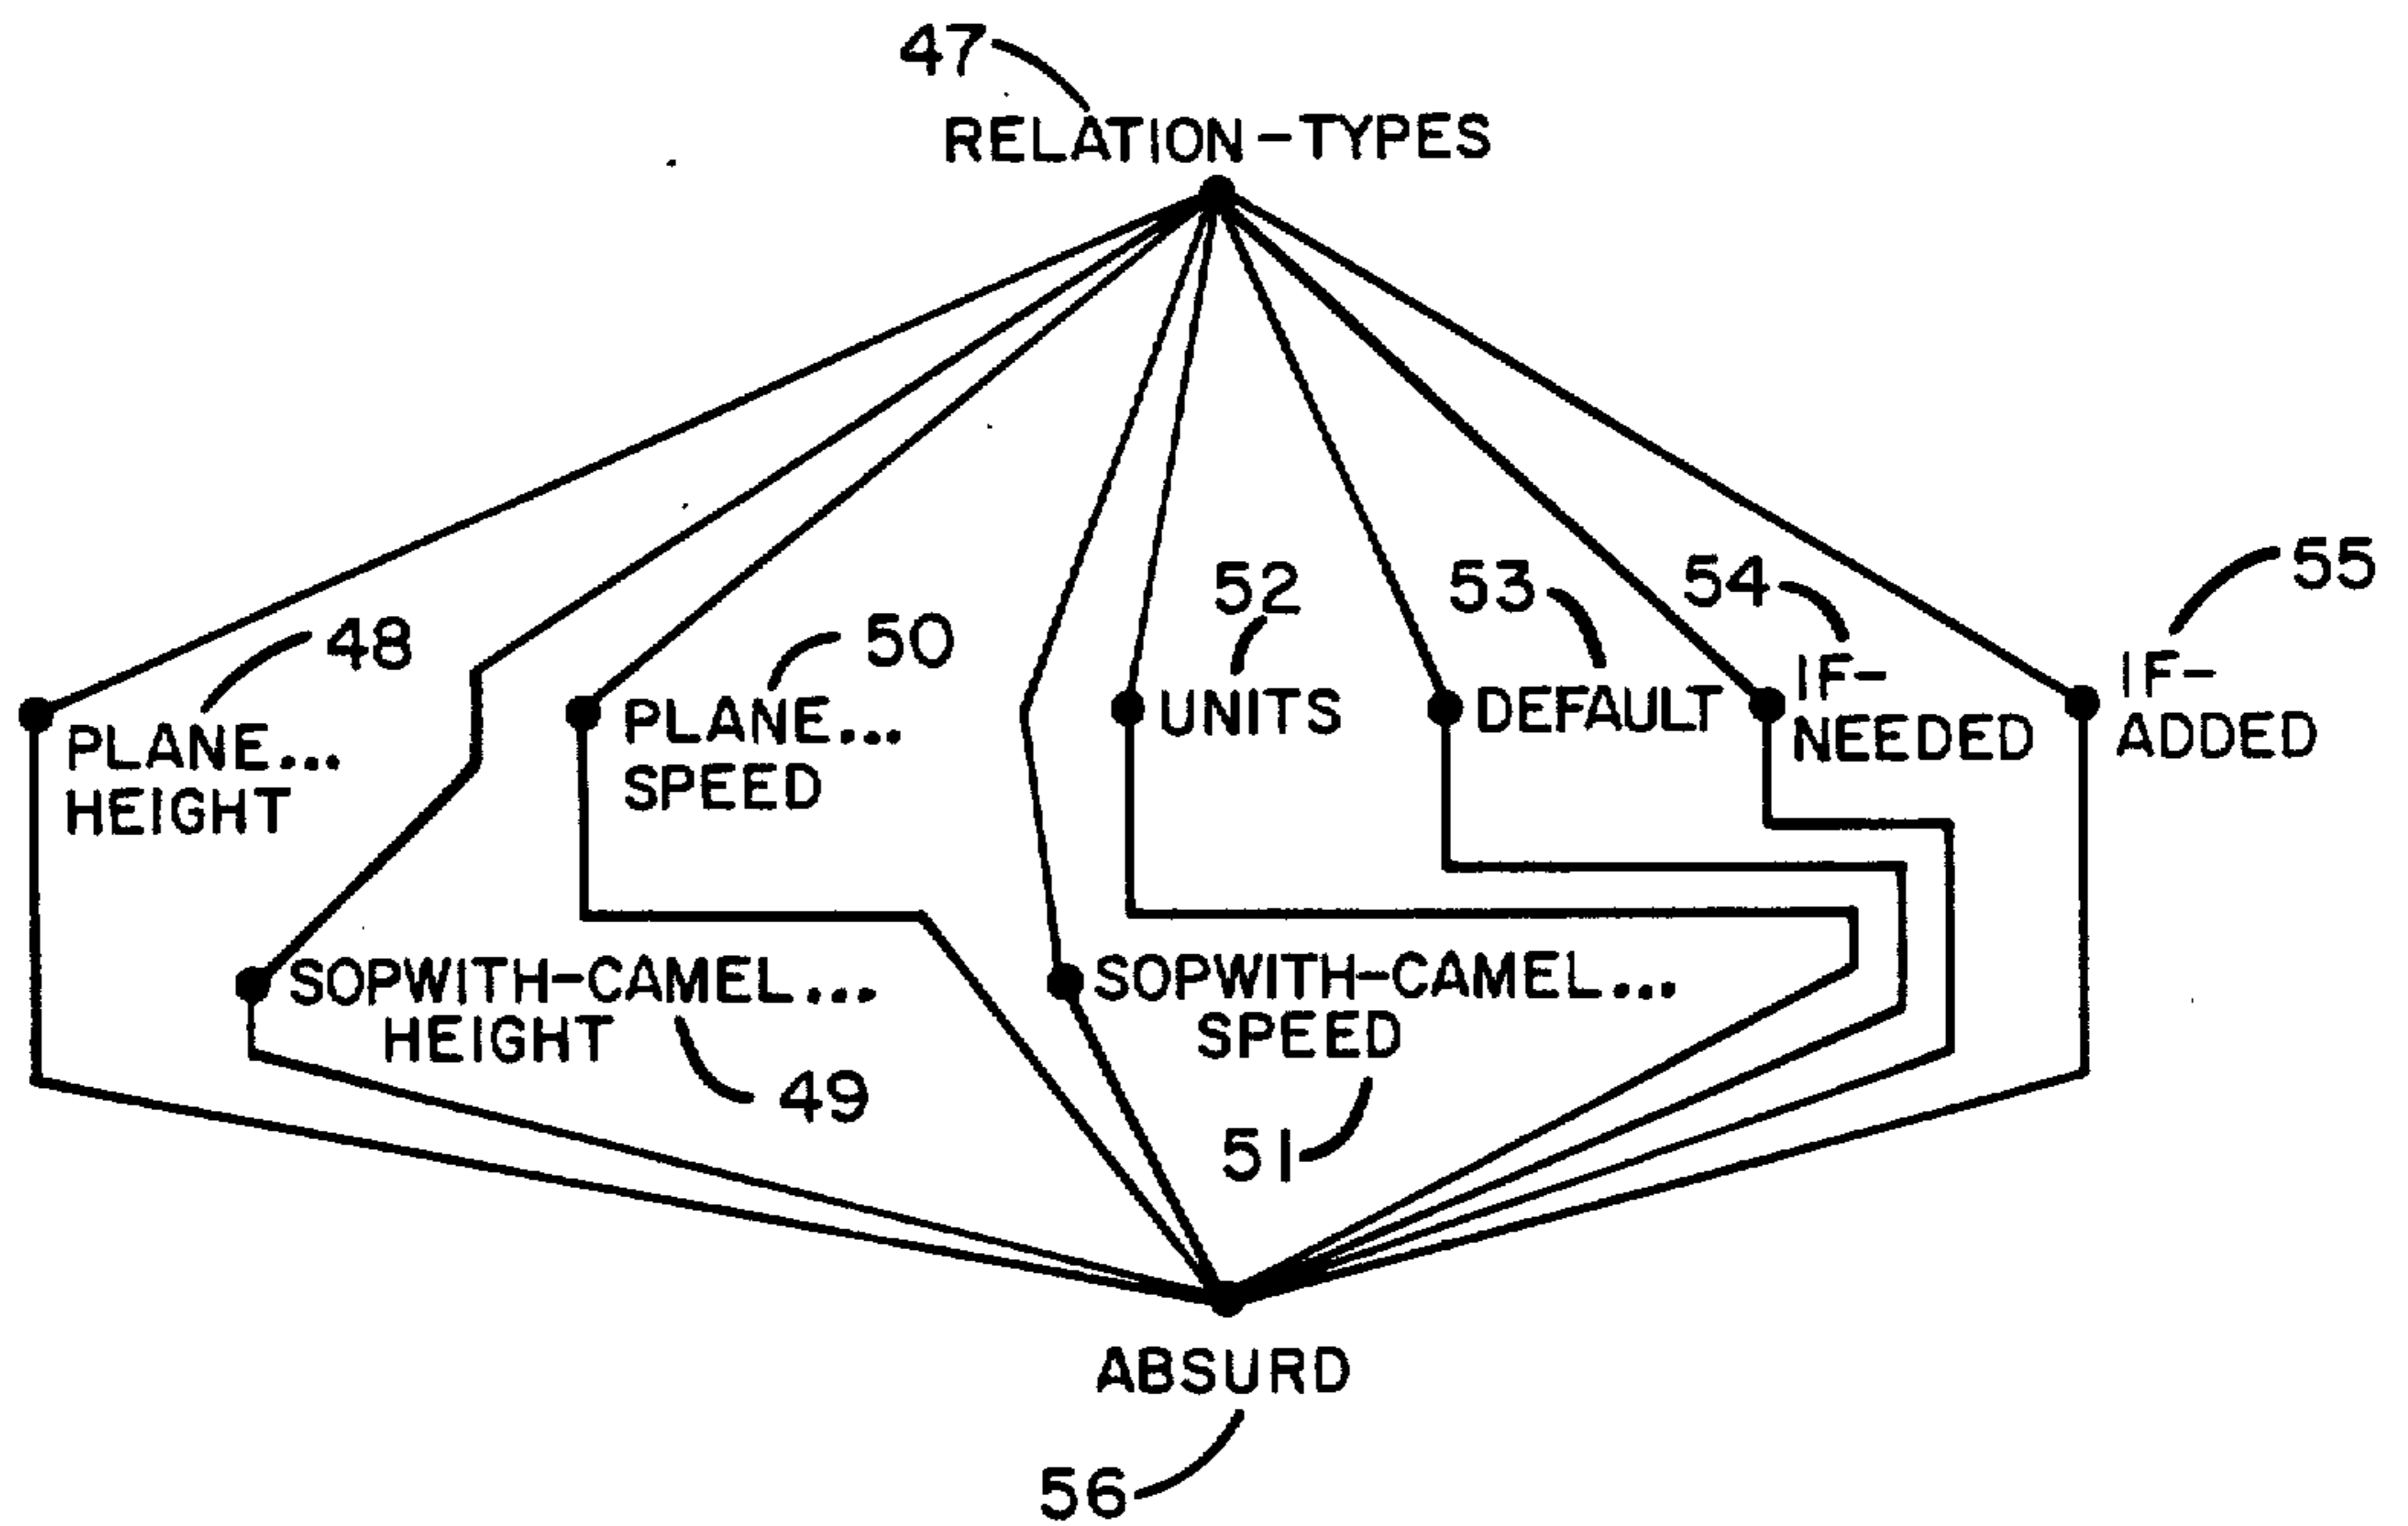 47
RELATION-TYPES
48
PLANE...
HEIGHT
50
PLANE...
SPEED
52
UNITS
53
DEFAULT
54
IF-
NEEDED
55
IF-
ADDED
SOPWITH-CAMEL...
HEIGHT
49
SOPWITH-CAMEL...
SPEED
51
ABSURD
56